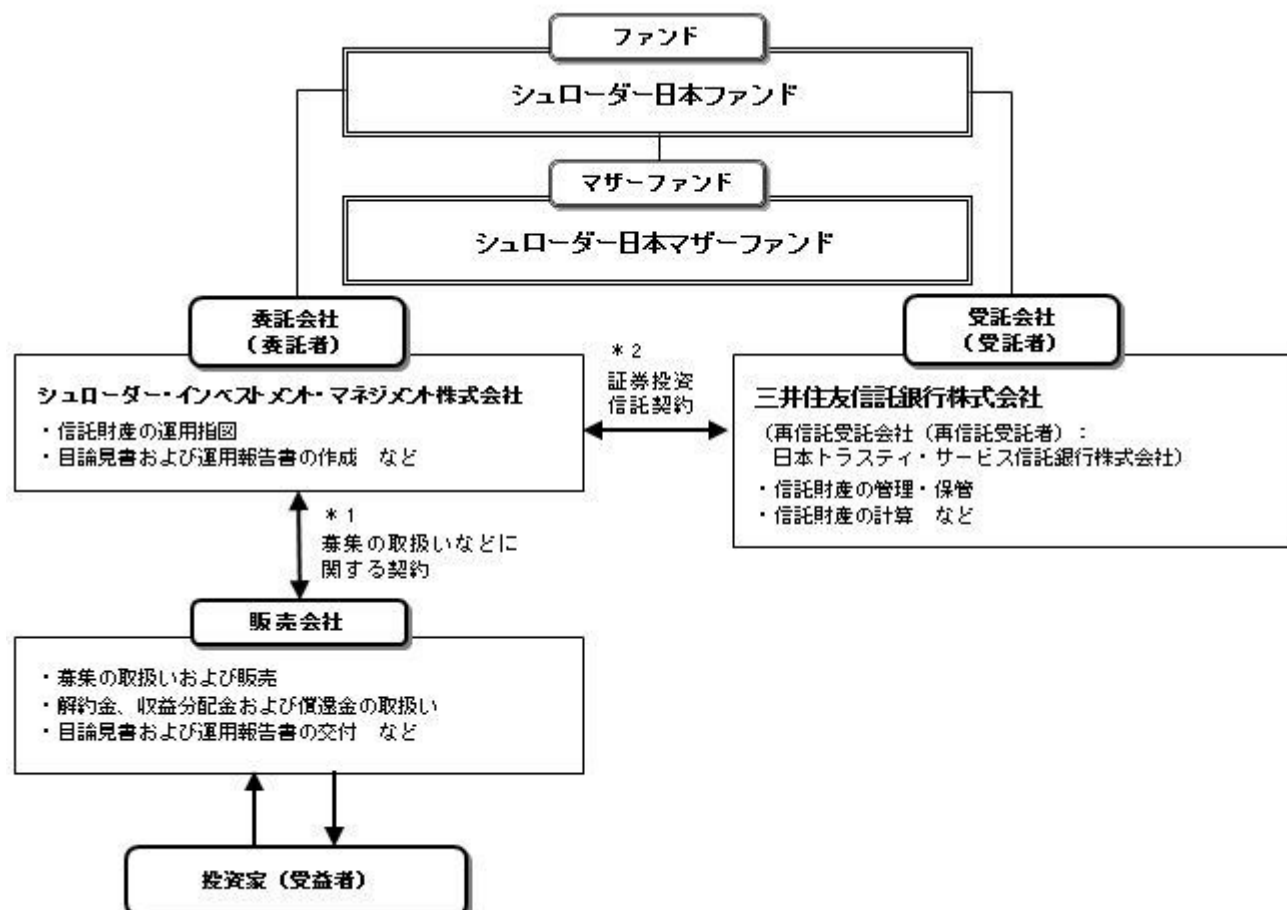 ファンド
シュローダー日本ファンド
マザーファンド
シュローダー日本マザーファンド
委託会社
(委託者)
シュローダー・インベストメント・マネジメント株式会社
・信託財産の運用指図
・目論見書および運用報告書の作成 など
*2
証券投資
信託契約
受託会社
(受託者)
三井住友信託銀行株式会社
(再信託受託会社(再信託受託者):
日本トラスティ・サービス信託銀行株式会社)
・信託財産の管理・保管
・信託財産の計算 など
*1
募集の取扱いなどに
関する契約
販売会社
・募集の取扱いおよび販売
・解約金、収益分配金および償還金の取扱い
・目論見書および運用報告書の交付 など
投資家(受益者)